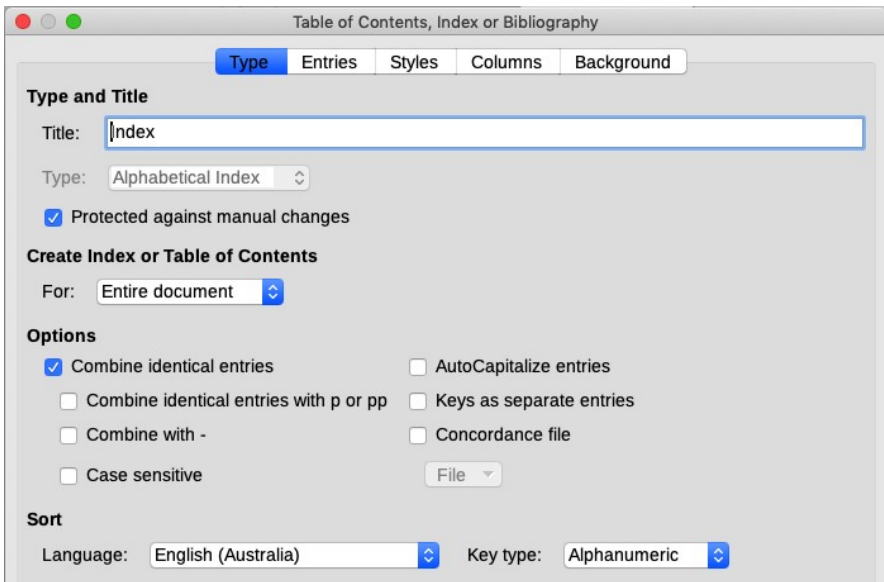 Table of Contents, Index or Bibliography
Type Entries Styles Columns Background
Type and Title
Title: Index
Type: Alphabetical Index
Protected against manual changes
Create Index or Table of Contents
For: Entire document
Options
Combine identical entries AutoCapitalize entries
Combine identical entries with p or pp Keys as separate entries
Combine with - Concordance file
Case sensitive File
Sort
Language: English (Australia) Key type: Alphanumeric